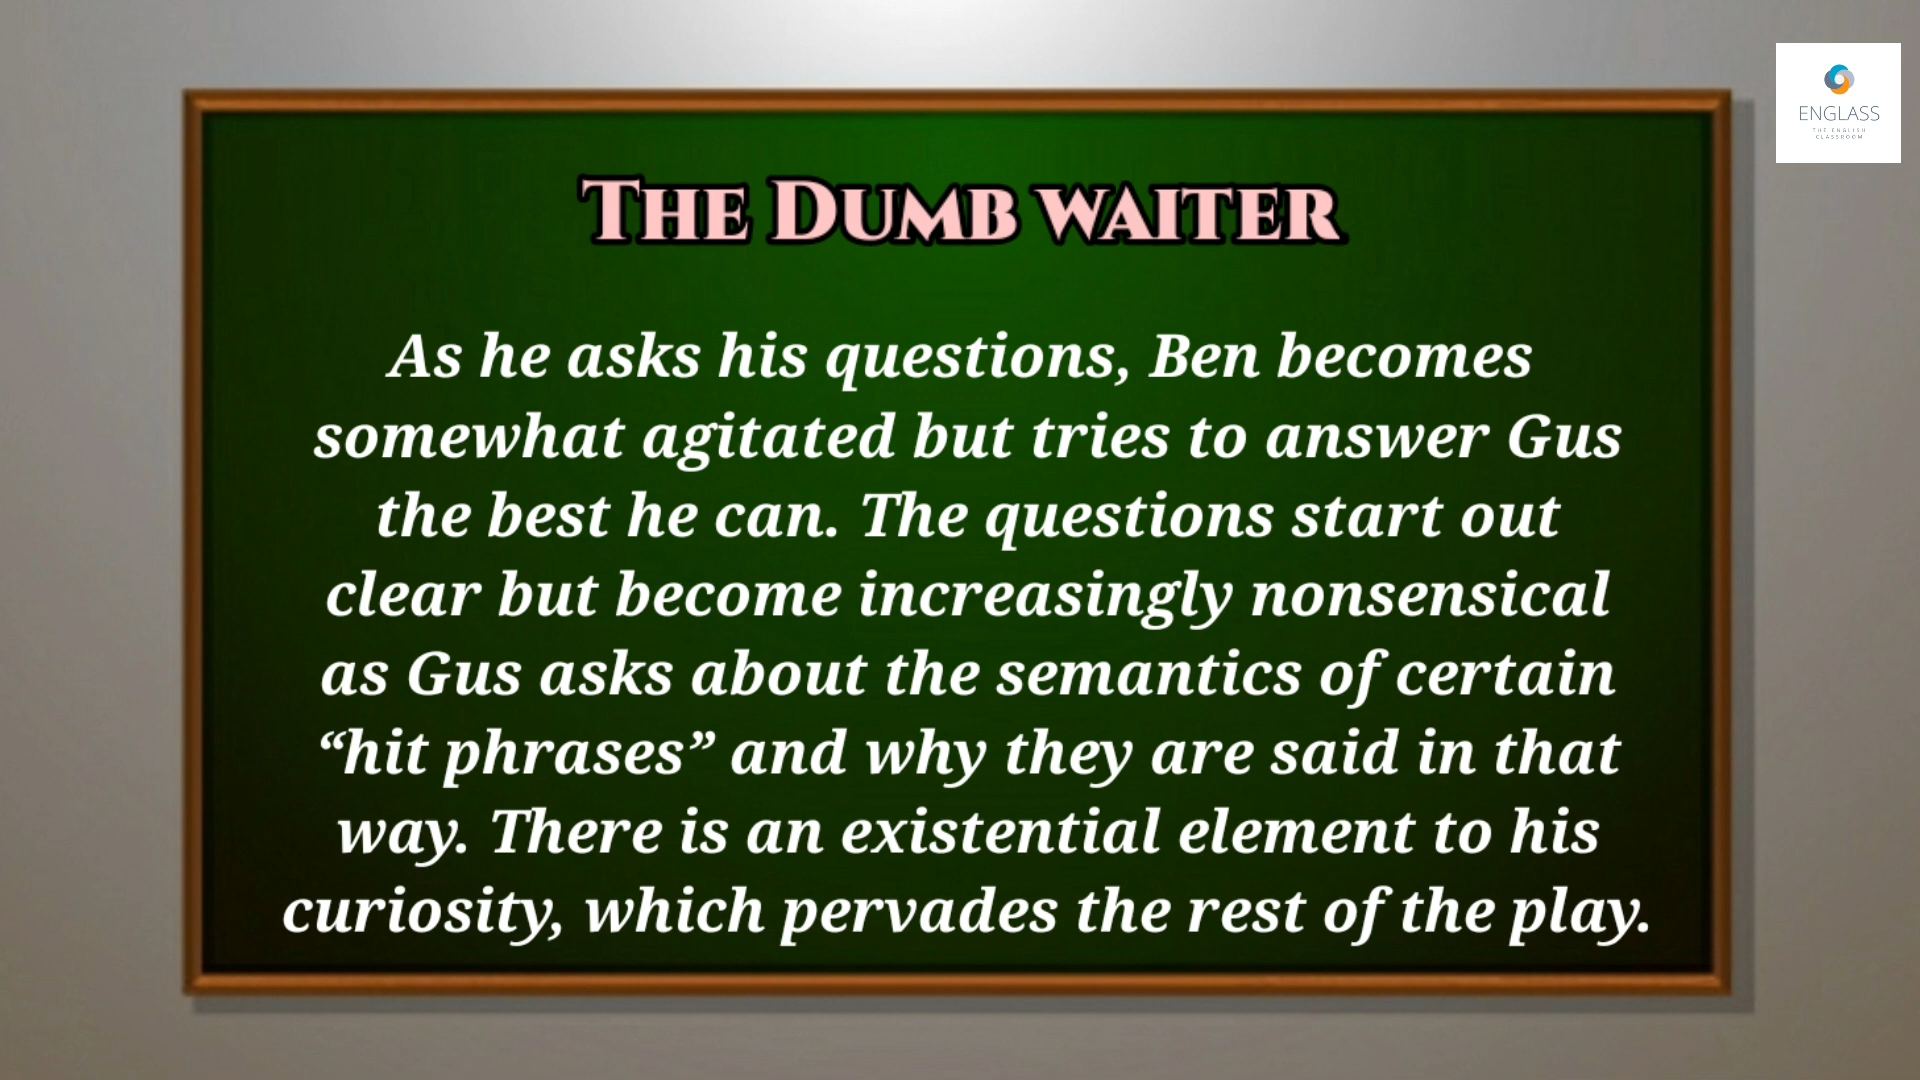 ENGLASS
THE ENGLISH
CLASSROOM
THE DUMB WAITER
As he asks his questions, Ben becomes
somewhat agitated but tries to answer Gus
the best he can. The questions start out
clear but become increasingly nonsensical
as Gus asks about the semantics of certain
“hit phrases” and why they are said in that
way. There is an existential element to his
curiosity, which pervades the rest of the play.